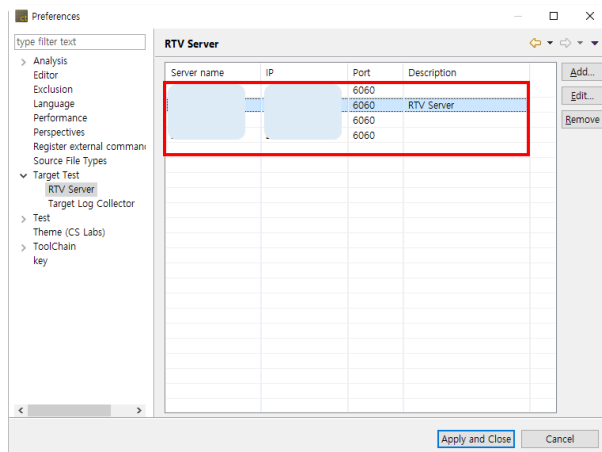 Preferences
type filter text
RTV Server
Analysis
Editor
Exclusion
Language
Performance
Perspectives
Register external comman
Source File Types
Target Test
RTV Server
Target Log Collector
Test
Theme (CS Labs)
ToolChain
key
Server name IP Port Description
6060
6060 RTV Server
6060
6060
Add...
Edit...
Remove
Apply and Close
Cancel